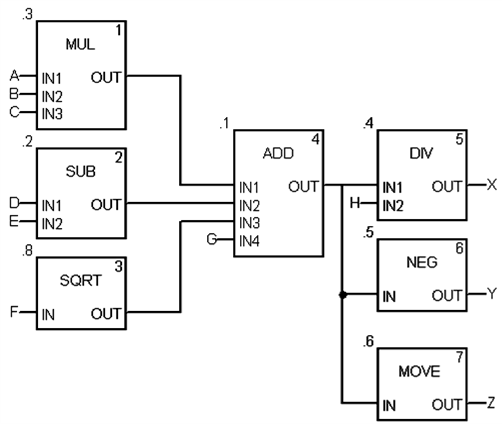 .3
MUL 1
A IN1 OUT
B IN2
C IN3
.2
SUB 2
D IN1 OUT
E IN2
.8
SQRT 3
F IN OUT
.1
ADD 4
IN1 OUT
IN2
IN3
G IN4
.4
DIV 5
IN1 OUT X
H IN2
.5
NEG 6
IN OUT Y
.6
MOVE 7
IN OUT Z